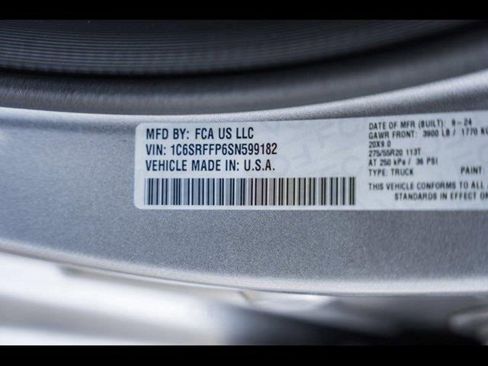 MFD BY: FCA US LLC
VIN: 1C6SRFFP6SN599182
VEHICLE MADE IN: U.S.A.
DATE OF MFR (BUILT): 9-24
GAWR FRONT: 3900 LB / 1770 KG
20X9.0
275/55R20 113T
AT 250 kPa / 36 PSI
TYPE: TRUCK PAINT:
THIS VEHICLE CONFORMS TO ALL
STANDARDS IN EFFECT ON